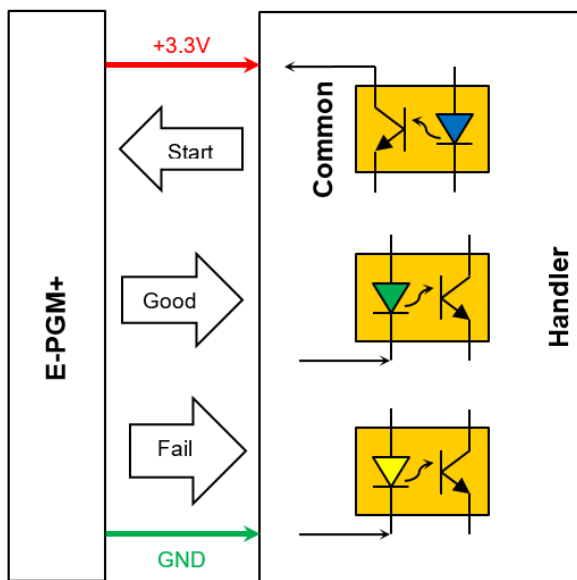 E-PGM+
+3.3V
Start
Good
Fail
GND
Common
Handler